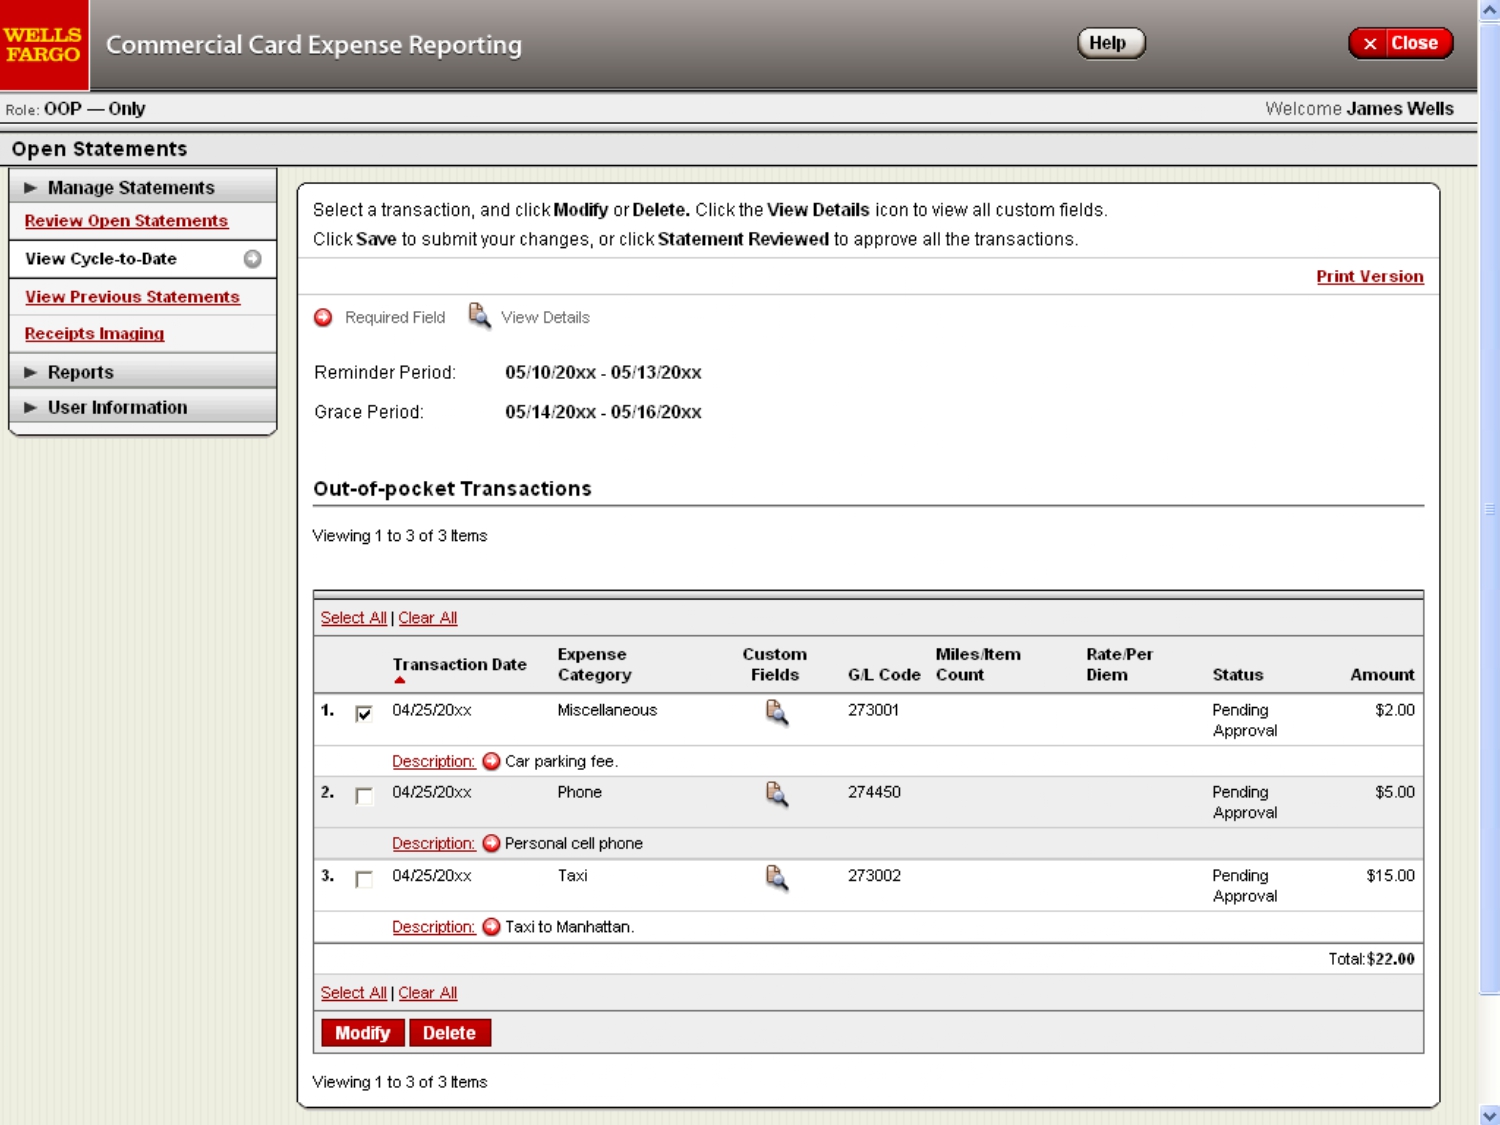 WELLS
FARGO
Commercial Card Expense Reporting
Help
× Close
Role: OOP — Only
Welcome James Wells
Open Statements
Manage Statements
Review Open Statements
View Cycle-to-Date
View Previous Statements
Receipts Imaging
Reports
User Information
Select a transaction, and click Modify or Delete. Click the View Details icon to view all custom fields.
Click Save to submit your changes, or click Statement Reviewed to approve all the transactions.
Print Version
Required Field View Details
Reminder Period: 05/10/20xx - 05/13/20xx
Grace Period: 05/14/20xx - 05/16/20xx
Out-of-pocket Transactions
Viewing 1 to 3 of 3 Items
Select All | Clear All
Transaction Date Expense Category Custom Fields G/L Code Miles/Item Count Rate/Per Diem Status Amount
1. 04/25/20xx Miscellaneous 273001 Pending Approval $2.00
Description: Car parking fee.
2. 04/25/20xx Phone 274450 Pending Approval $5.00
Description: Personal cell phone
3. 04/25/20xx Taxi 273002 Pending Approval $15.00
Description: Taxi to Manhattan.
Total:$22.00
Select All | Clear All
Modify Delete
Viewing 1 to 3 of 3 Items